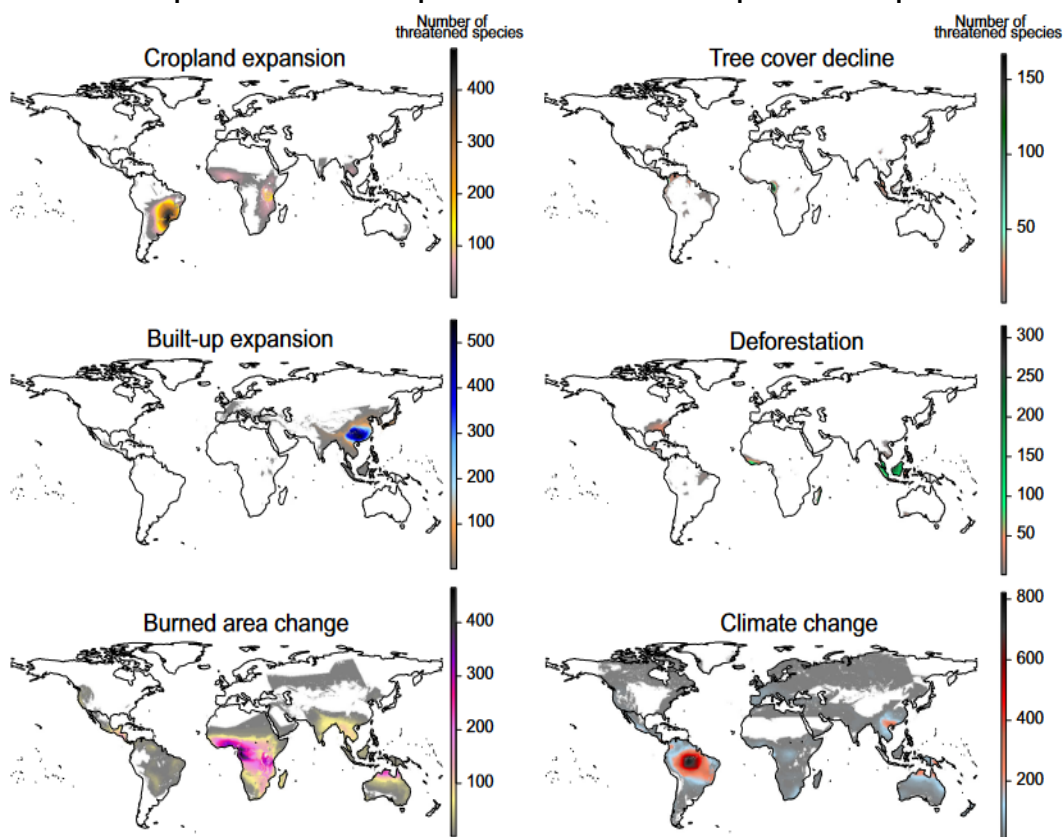 Number of
threatened species
Number of
threatened species
Cropland expansion
Tree cover decline
400
300
200
100
150
100
50
Built-up expansion
Deforestation
500
400
300
200
100
300
250
200
150
100
50
Burned area change
Climate change
400
300
200
100
800
600
400
200